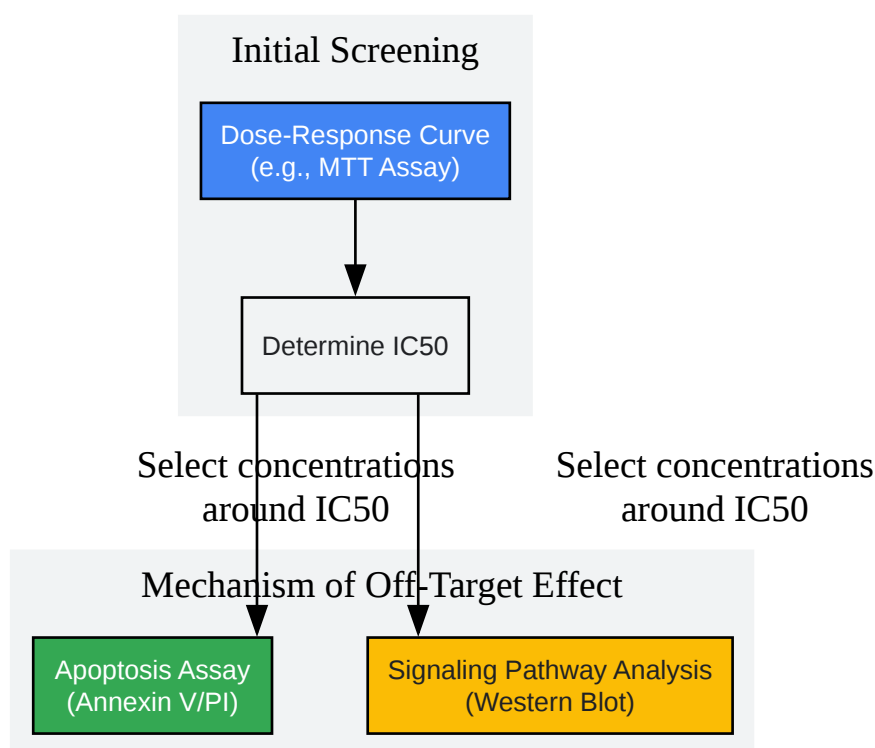 Initial Screening
Dose-Response Curve
(e.g., MTT Assay)
Determine IC50
Select concentrations
around IC50
Select concentrations
around IC50
Mechanism of Off-Target Effect
Apoptosis Assay
(Annexin V/PI)
Signaling Pathway Analysis
(Western Blot)